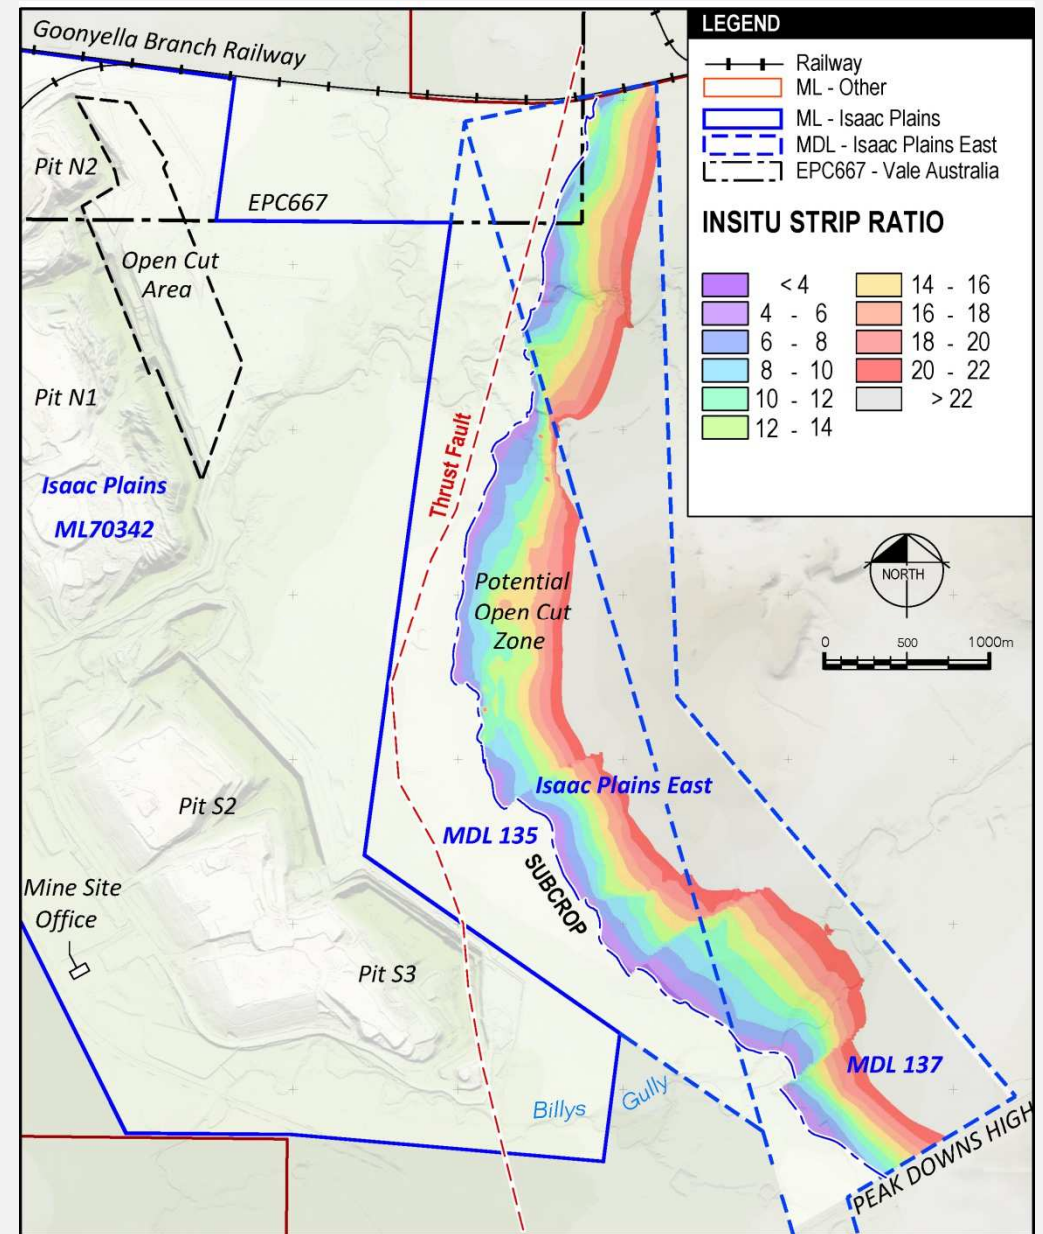 Goonyella Branch Railway
LEGEND
Railway
ML - Other
ML - Isaac Plains
MDL - Isaac Plains East
EPC667 - Vale Australia
INSITU STRIP RATIO
< 4
4 - 6
6 - 8
8 - 10
10 - 12
12 - 14
14 - 16
16 - 18
18 - 20
20 - 22
> 22
Pit N2
EPC667
Open Cut
Area
Pit N1
Thrust Fault
Isaac Plains
ML70342
NORTH
0 500 1000m
Potential
Open Cut
Zone
Isaac Plains East
Pit S2
MDL 135
SUBCROP
Mine Site
Office
Pit S3
MDL 137
Billys Gully
PEAK DOWNS HIGH